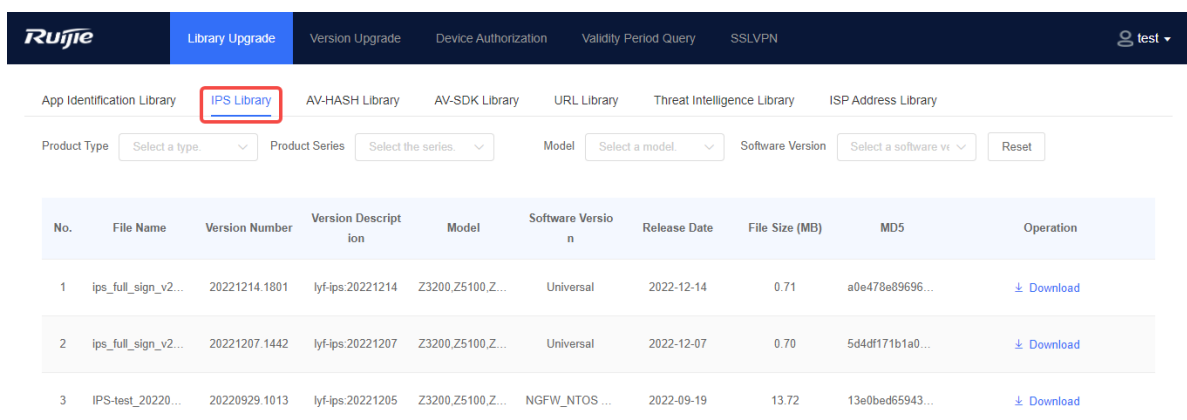 Ruijie Library Upgrade Version Upgrade Device Authorization Validity Period Query SSLVPN test
App Identification Library IPS Library AV-HASH Library AV-SDK Library URL Library Threat Intelligence Library ISP Address Library
Product Type Select a type. Product Series Select the series. Model Select a model. Software Version Select a software ve Reset
No. File Name Version Number Version Descript
ion Model Software Versio
n Release Date File Size (MB) MD5 Operation
1 ips_full_sign_v2... 20221214.1801 lyf-ips:20221214 Z3200,Z5100,Z... Universal 2022-12-14 0.71 a0e478e89696... Download
2 ips_full_sign_v2... 20221207.1442 lyf-ips:20221207 Z3200,Z5100,Z... Universal 2022-12-07 0.70 5d4df171b1a0... Download
3 IPS-test_20220... 20220929.1013 lyf-ips:20221205 Z3200,Z5100,Z... NGFW_NTOS ... 2022-09-19 13.72 13e0bed65943... Download